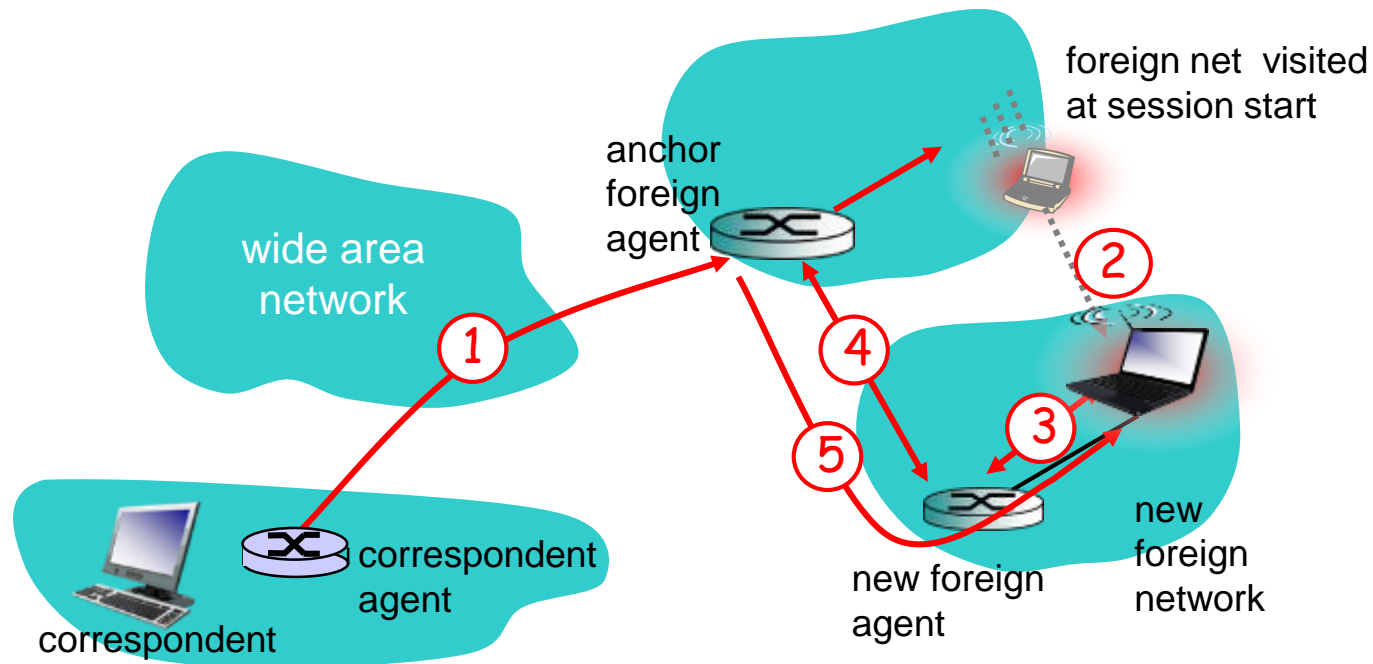 foreign net visited
at session start
anchor
foreign
agent
wide area
network
1
2
4
3
5
correspondent
agent
correspondent
new foreign
agent
new
foreign
network